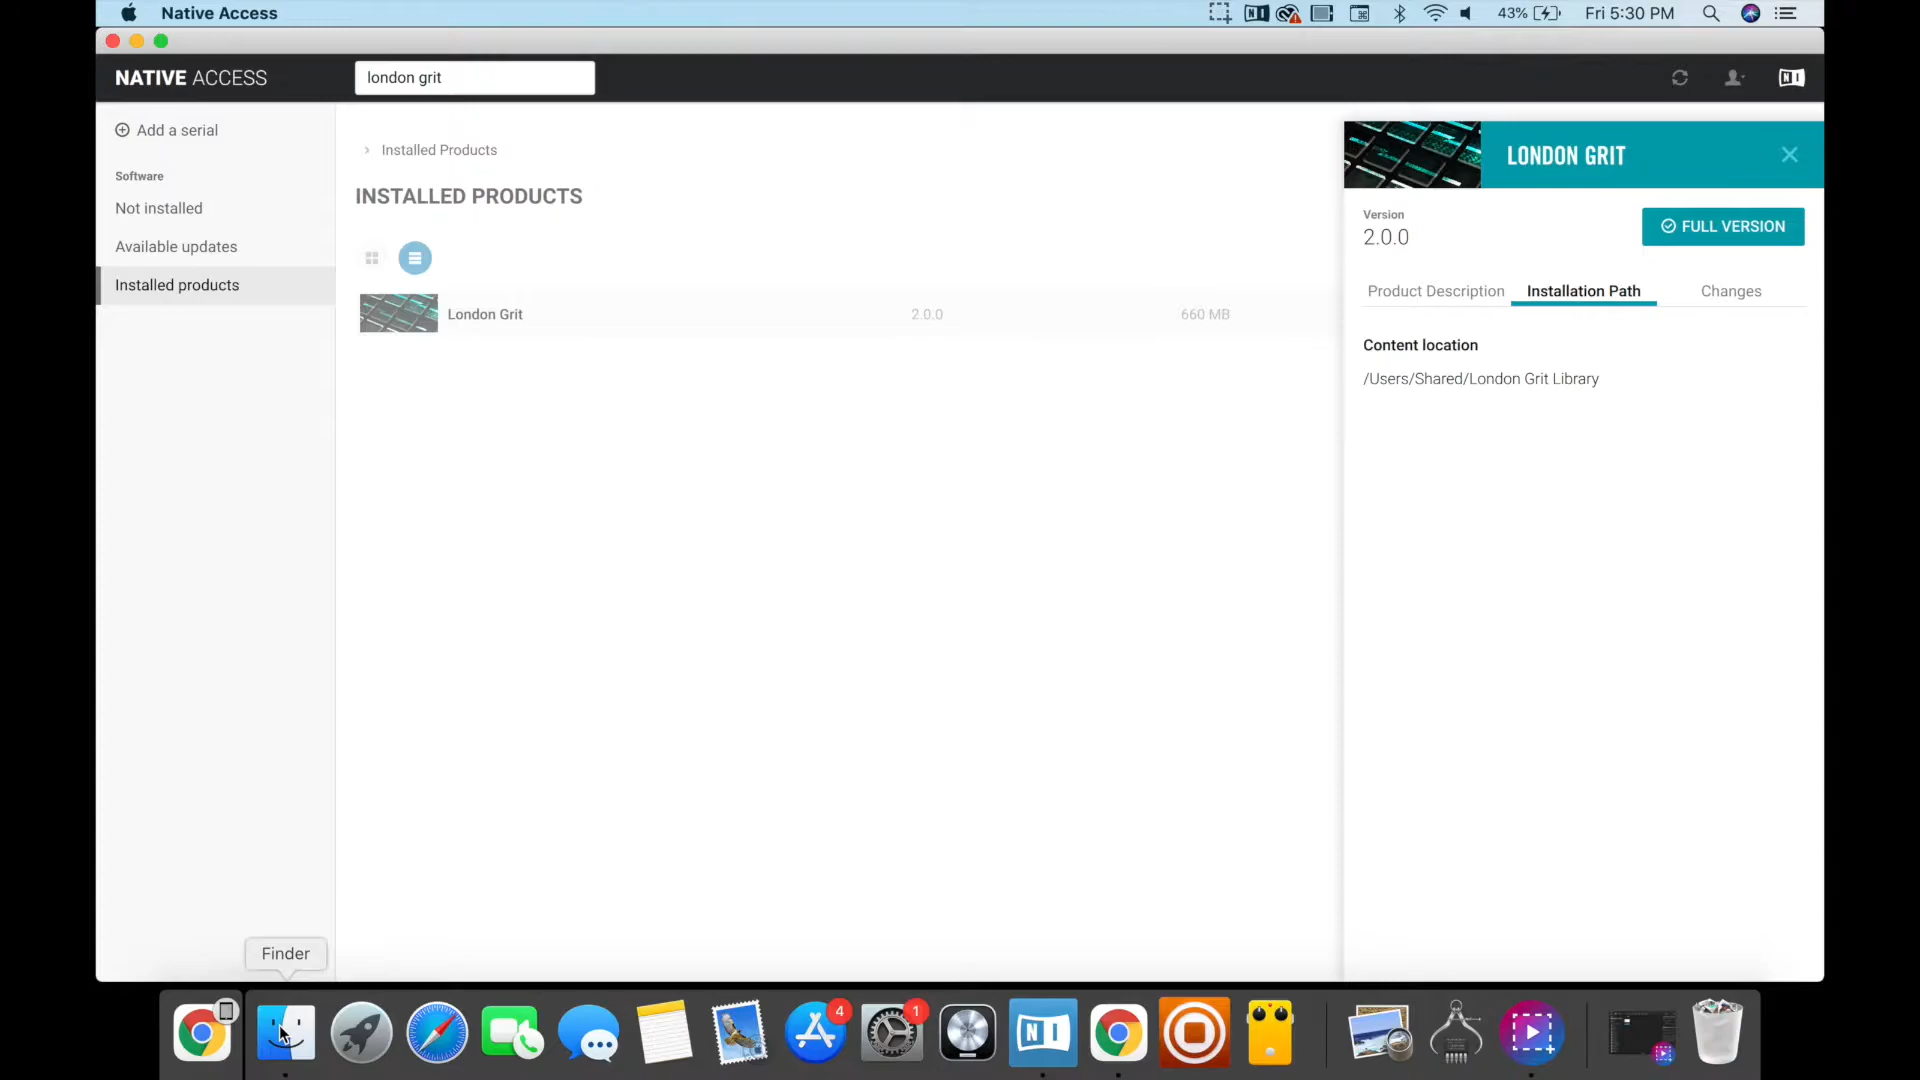 Native Access
43%
Fri 5:30 PM
NATIVE ACCESS
london grit
Add a serial
Software
Not installed
Available updates
Installed products
Installed Products
INSTALLED PRODUCTS
London Grit
2.0.0
660 MB
LONDON GRIT
Version
2.0.0
FULL VERSION
Product Description
Installation Path
Changes
Content location
/Users/Shared/London Grit Library
Finder
4
1